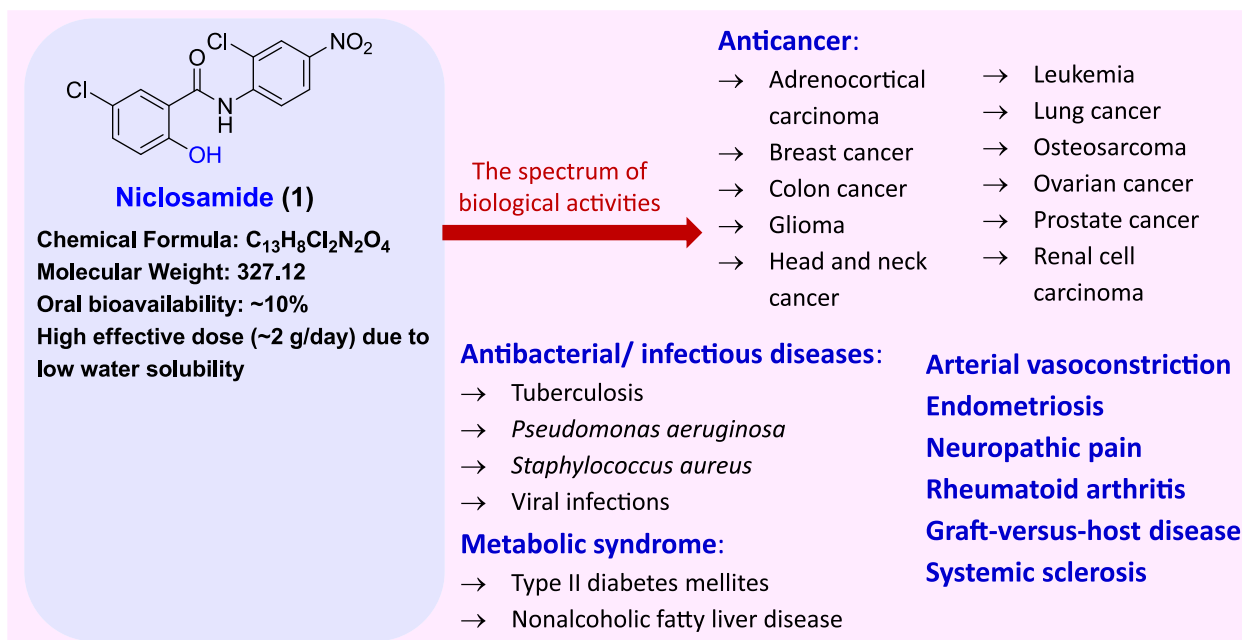 Cl
O
Cl
NO₂
N
H
OH
Niclosamide (1)
Chemical Formula: C₁₃H₈Cl₂N₂O₄
Molecular Weight: 327.12
Oral bioavailability: ~10%
High effective dose (~2 g/day) due to
low water solubility
The spectrum of
biological activities
Anticancer:
→ Adrenocortical
carcinoma
→ Breast cancer
→ Colon cancer
→ Glioma
→ Head and neck
cancer
→ Leukemia
→ Lung cancer
→ Osteosarcoma
→ Ovarian cancer
→ Prostate cancer
→ Renal cell
carcinoma
Antibacterial/ infectious diseases:
→ Tuberculosis
→ Pseudomonas aeruginosa
→ Staphylococcus aureus
→ Viral infections
Metabolic syndrome:
→ Type II diabetes mellites
→ Nonalcoholic fatty liver disease
Arterial vasoconstriction
Endometriosis
Neuropathic pain
Rheumatoid arthritis
Graft-versus-host disease
Systemic sclerosis